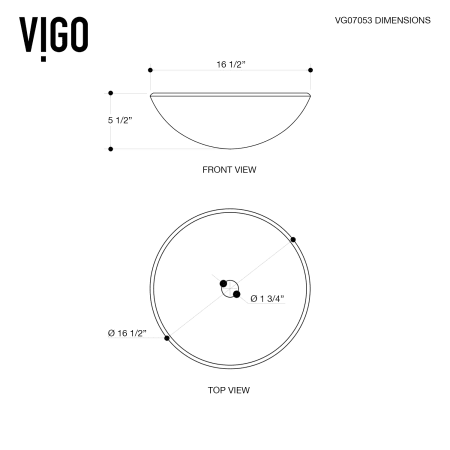 VIGO
VG07053 DIMENSIONS
16 1/2"
5 1/2"
FRONT VIEW
Ø 1 3/4"
Ø 16 1/2"
TOP VIEW